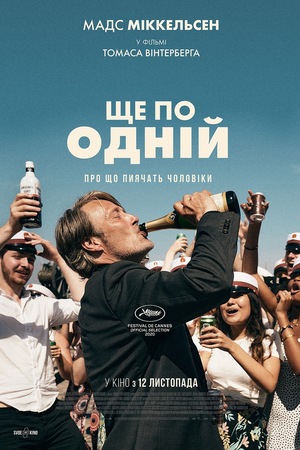 МАДС МІККЕЛЬСЕН
У ФІЛЬМІ
ТОМАСА ВІНТЕРБЕРГА
ЩЕ ПО
ОДНІЙ
ПРО ЩО ПИЯЧАТЬ ЧОЛОВІКИ
FESTIVAL DE CANNES
OFFICIAL SELECTION
2020
У КІНО з 12 ЛИСТОПАДА